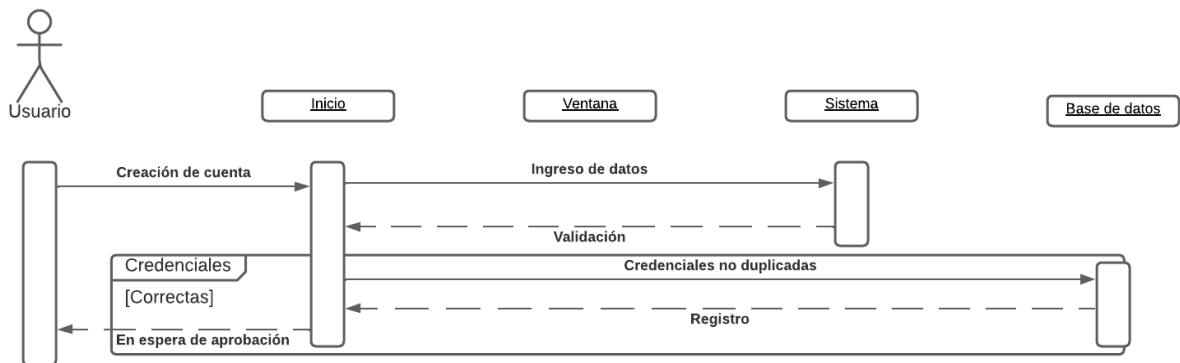 Usuario
Inicio
Ventana
Sistema
Base de datos
Creación de cuenta
Ingreso de datos
Validación
Credenciales
Credenciales no duplicadas
[Correctas]
Registro
En espera de aprobación